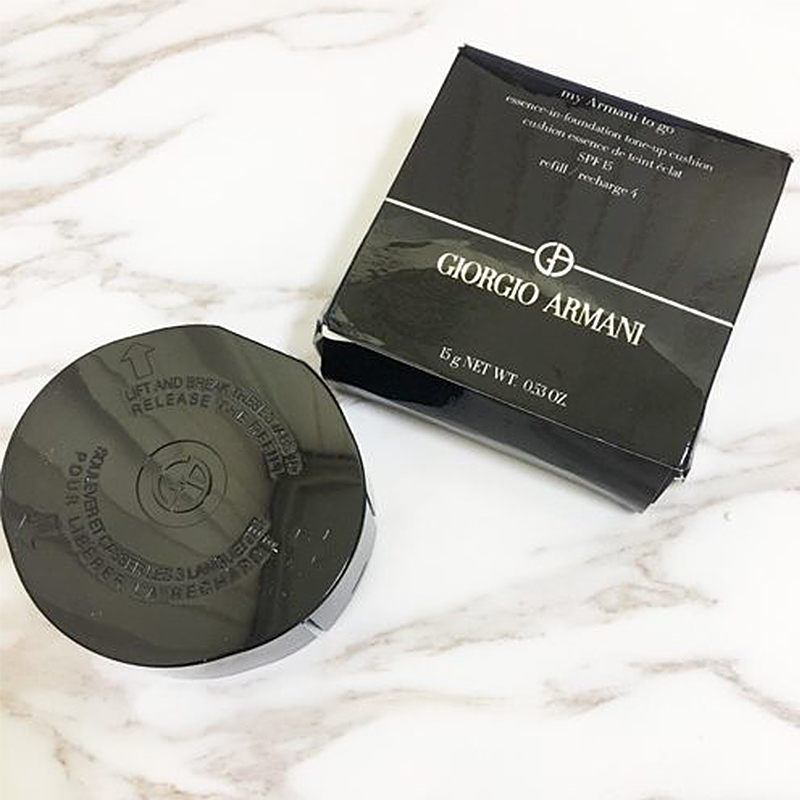 my Armani to go
essence-in-foundation tone-up cushion
cushion essence de teint éclat
SPF15
refill / recharge 4
GIORGIO ARMANI
15 g NET WT. 0.53 OZ.
LIFT AND BREAK THE 3 TABS TO
RELEASE THE REFILL
SOULEVER ET CASSER LES 3 LANGUETTES
POUR LIBÉRER LA RECHARGE